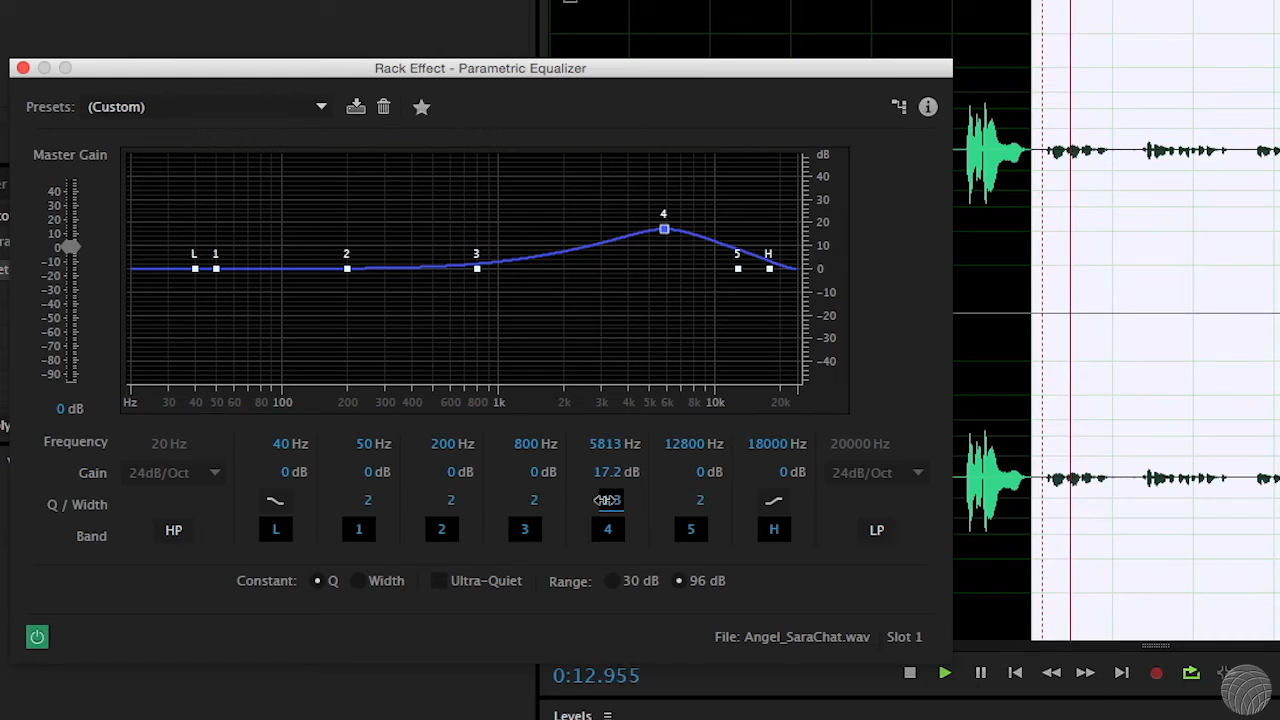 Rack Effect - Parametric Equalizer
Presets: (Custom)
Master Gain
40
30
20
10
0
-10
-20
-30
-40
-50
-60
-70
-80
-90
0 dB
L 1 2 3 4 5 H
dB
40
30
20
10
0
-10
-20
-30
-40
Hz 30 40 50 60 80 100 200 300 400 600 800 1k 2k 3k 4k 5k 6k 10k 20k
Frequency 20 Hz 40 Hz 50 Hz 200 Hz 800 Hz 5813 Hz 12800 Hz 18000 Hz 20000 Hz
Gain 24dB/Oct 0 dB 0 dB 0 dB 0 dB 17.2 dB 0 dB 0 dB 24dB/Oct
Q / Width 2 2 2 2
Band HP L 1 2 3 4 5 H LP
Constant: Q Width Ultra-Quiet Range: 30 dB 96 dB
File: Angel_SaraChat.wav Slot 1
0:12.955
Levels